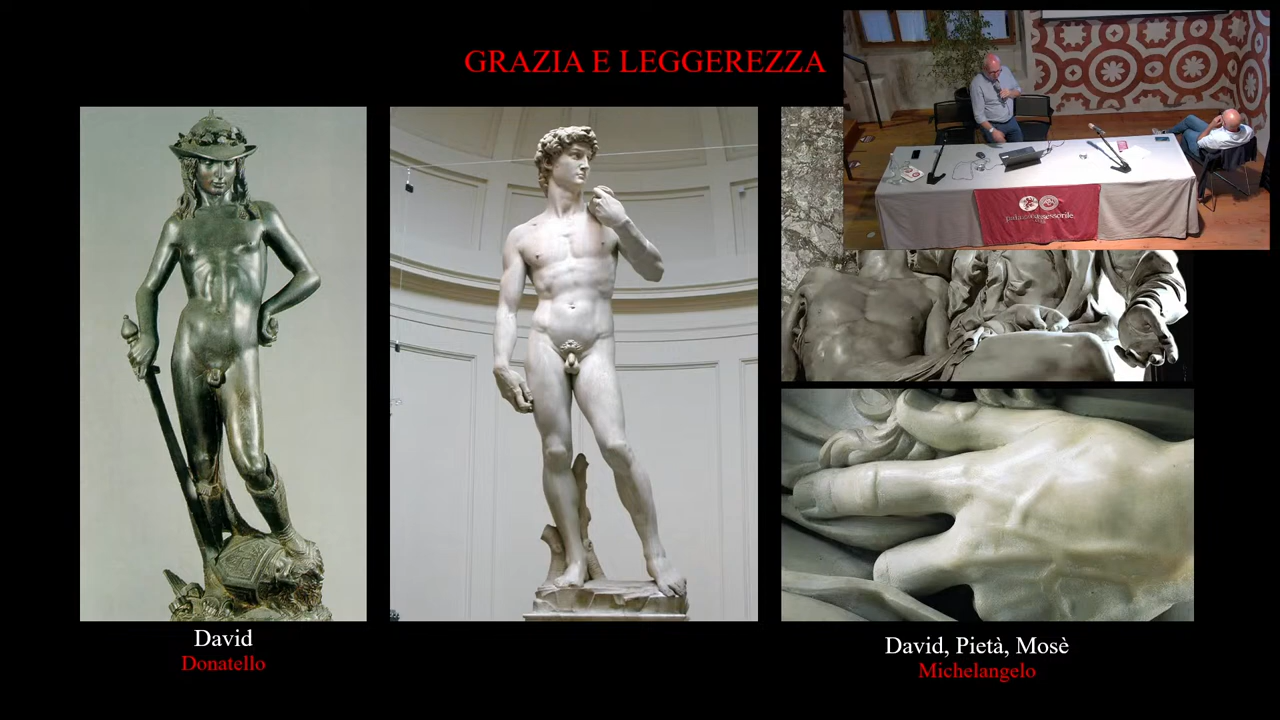 GRAZIA E LEGGEREZZA
David
Donatello
David, Pietà, Mosè
Michelangelo